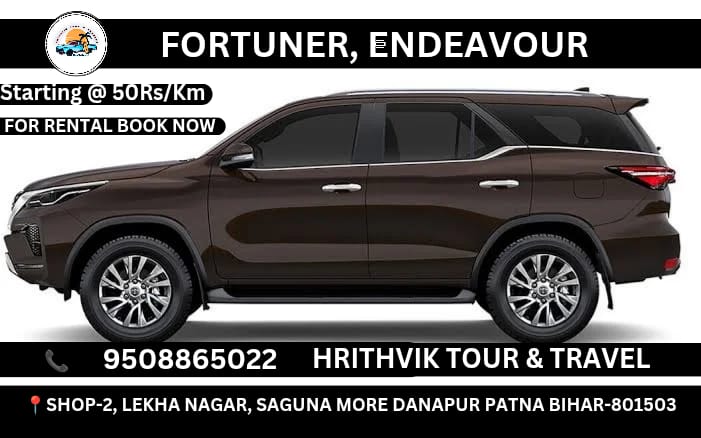 FORTUNER, ENDEAVOUR
Starting @ 50Rs/Km
FOR RENTAL BOOK NOW
9508865022 HRITHVIK TOUR & TRAVEL
SHOP-2, LEKHA NAGAR, SAGUNA MORE DANAPUR PATNA BIHAR-801503